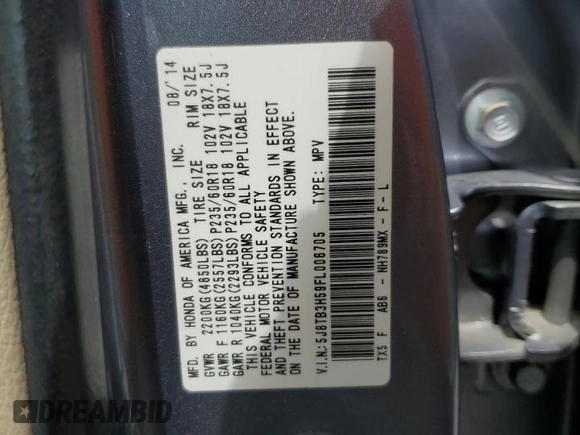 MFD. BY HONDA OF AMERICA MFG., INC. 08/'14
GVWR 2200KG(4850LBS) TIRE SIZE RIM SIZE
GAWR F 1160KG(2557LBS)P235/60R18 102V 18X7.5J
GAWR R 1040KG(2293LBS)P235/60R18 102V 18X7.5J
THIS VEHICLE CONFORMS TO ALL APPLICABLE
FEDERAL MOTOR VEHICLE SAFETY
AND THEFT PREVENTION STANDARDS IN EFFECT
ON THE DATE OF MANUFACTURE SHOWN ABOVE.
V.I.N.:5J8TB3H59FL006705 TYPE: MPV
TX5 F AB6 - NH789MX - F- L
DREAMBID